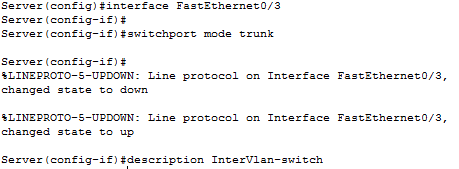 Server(config)#interface FastEthernet0/3
Server(config-if)#
Server(config-if)#switchport mode trunk
Server(config-if)#
%LINEPROTO-5-UPDOWN: Line protocol on Interface FastEthernet0/3,
changed state to down
%LINEPROTO-5-UPDOWN: Line protocol on Interface FastEthernet0/3,
changed state to up
Server(config-if)#description InterVlan-switch